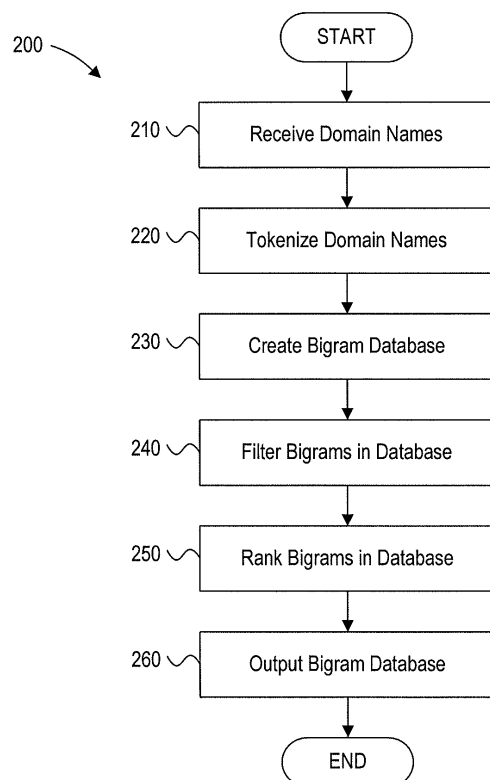 200
START
210
Receive Domain Names
220
Tokenize Domain Names
230
Create Bigram Database
240
Filter Bigrams in Database
250
Rank Bigrams in Database
260
Output Bigram Database
END